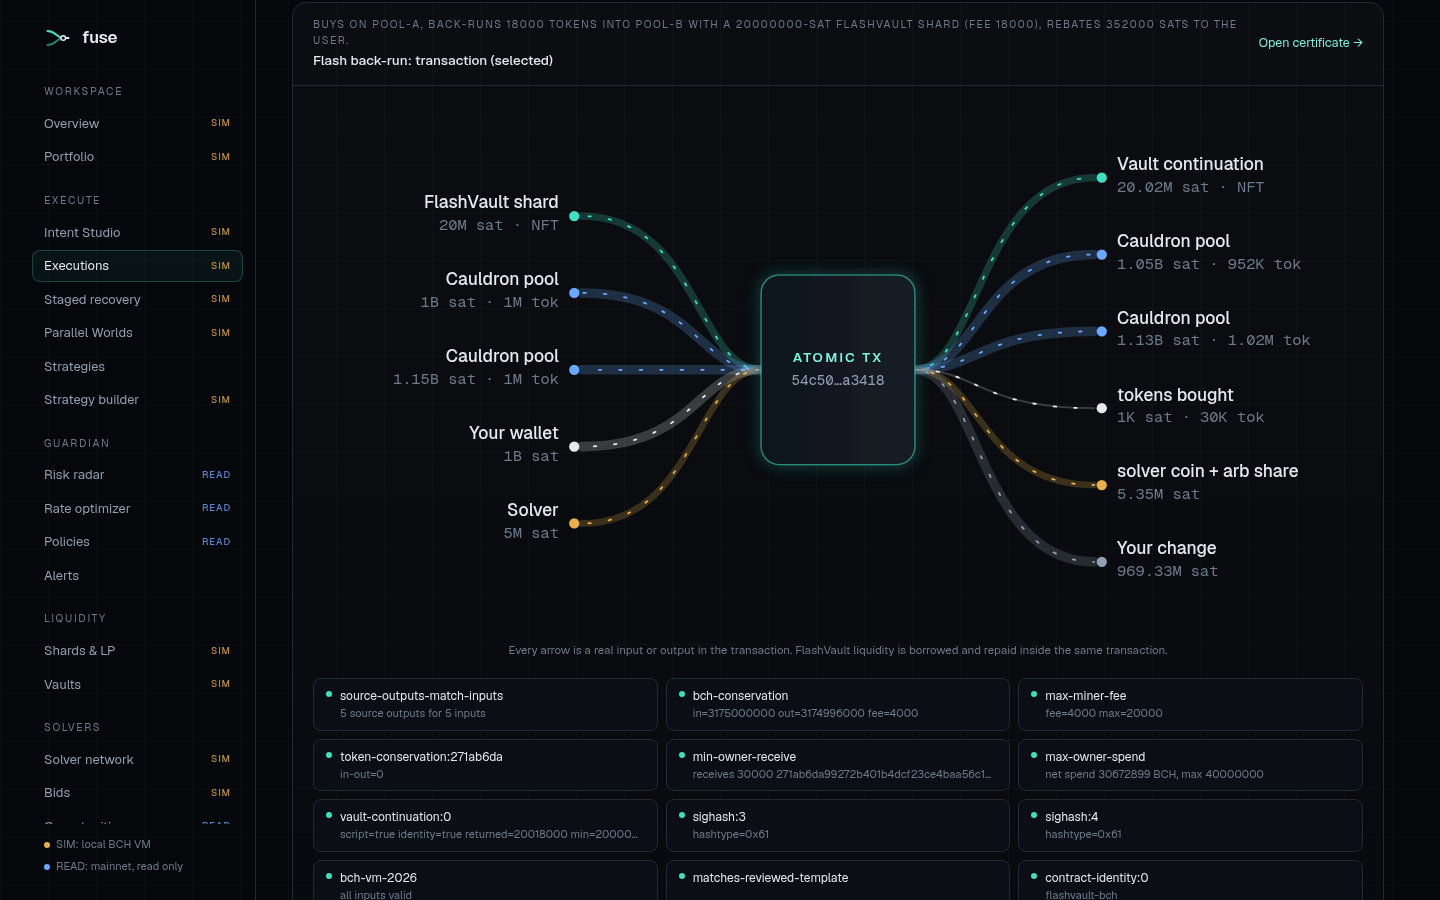 fuse
WORKSPACE
Overview SIM
Portfolio SIM
EXECUTE
Intent Studio SIM
Executions SIM
Staged recovery SIM
Parallel Worlds SIM
Strategies
Strategy builder SIM
GUARDIAN
Risk radar READ
Rate optimizer READ
Policies READ
Alerts
LIQUIDITY
Shards & LP SIM
Vaults SIM
SOLVERS
Solver network SIM
Bids SIM
SIM: local BCH VM
READ: mainnet, read only
BUYS ON POOL-A, BACK-RUNS 18000 TOKENS INTO POOL-B WITH A 20000000-SAT FLASHVAULT SHARD (FEE 18000), REBATES 352000 SATS TO THE
USER.
Flash back-run: transaction (selected)
Open certificate →
FlashVault shard
20M sat · NFT
Cauldron pool
1B sat · 1M tok
Cauldron pool
1.15B sat · 1M tok
Your wallet
1B sat
Solver
5M sat
ATOMIC TX
54c50…a3418
Vault continuation
20.02M sat · NFT
Cauldron pool
1.05B sat · 952K tok
Cauldron pool
1.13B sat · 1.02M tok
tokens bought
1K sat · 30K tok
solver coin + arb share
5.35M sat
Your change
969.33M sat
Every arrow is a real input or output in the transaction. FlashVault liquidity is borrowed and repaid inside the same transaction.
source-outputs-match-inputs
5 source outputs for 5 inputs
bch-conservation
in=3175000000 out=3174996000 fee=4000
max-miner-fee
fee=4000 max=20000
token-conservation:271ab6da
in-out=0
min-owner-receive
receives 30000 271ab6da99272b401b4dcf23ce4baa56c1…
max-owner-spend
net spend 30672899 BCH, max 40000000
vault-continuation:0
script=true identity=true returned=20018000 min=20000…
sighash:3
hashtype=0x61
sighash:4
hashtype=0x61
bch-vm-2026
all inputs valid
matches-reviewed-template
contract-identity:0
flashvault-bch